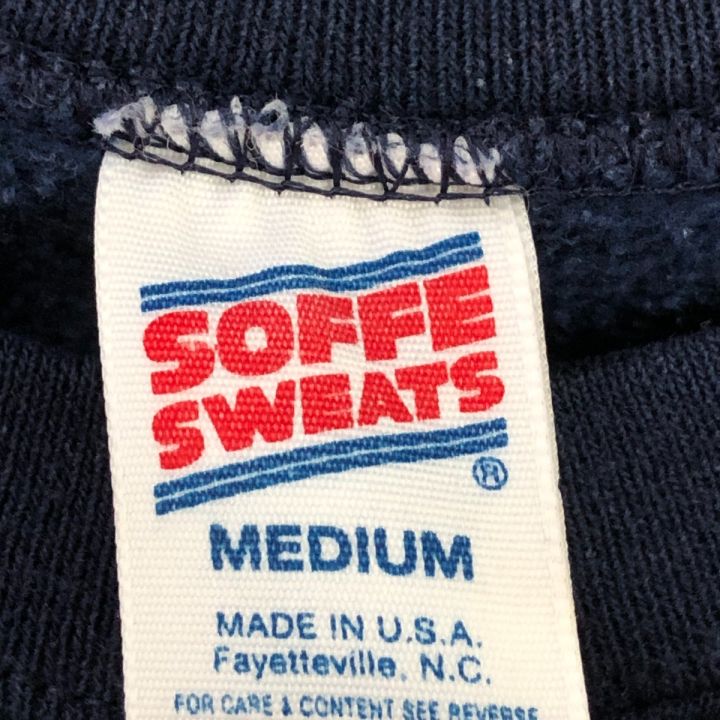 SOFFE
SWEATS
®
MEDIUM
MADE IN U.S.A.
Fayetteville, N.C.
FOR CARE & CONTENT SEE REVERSE